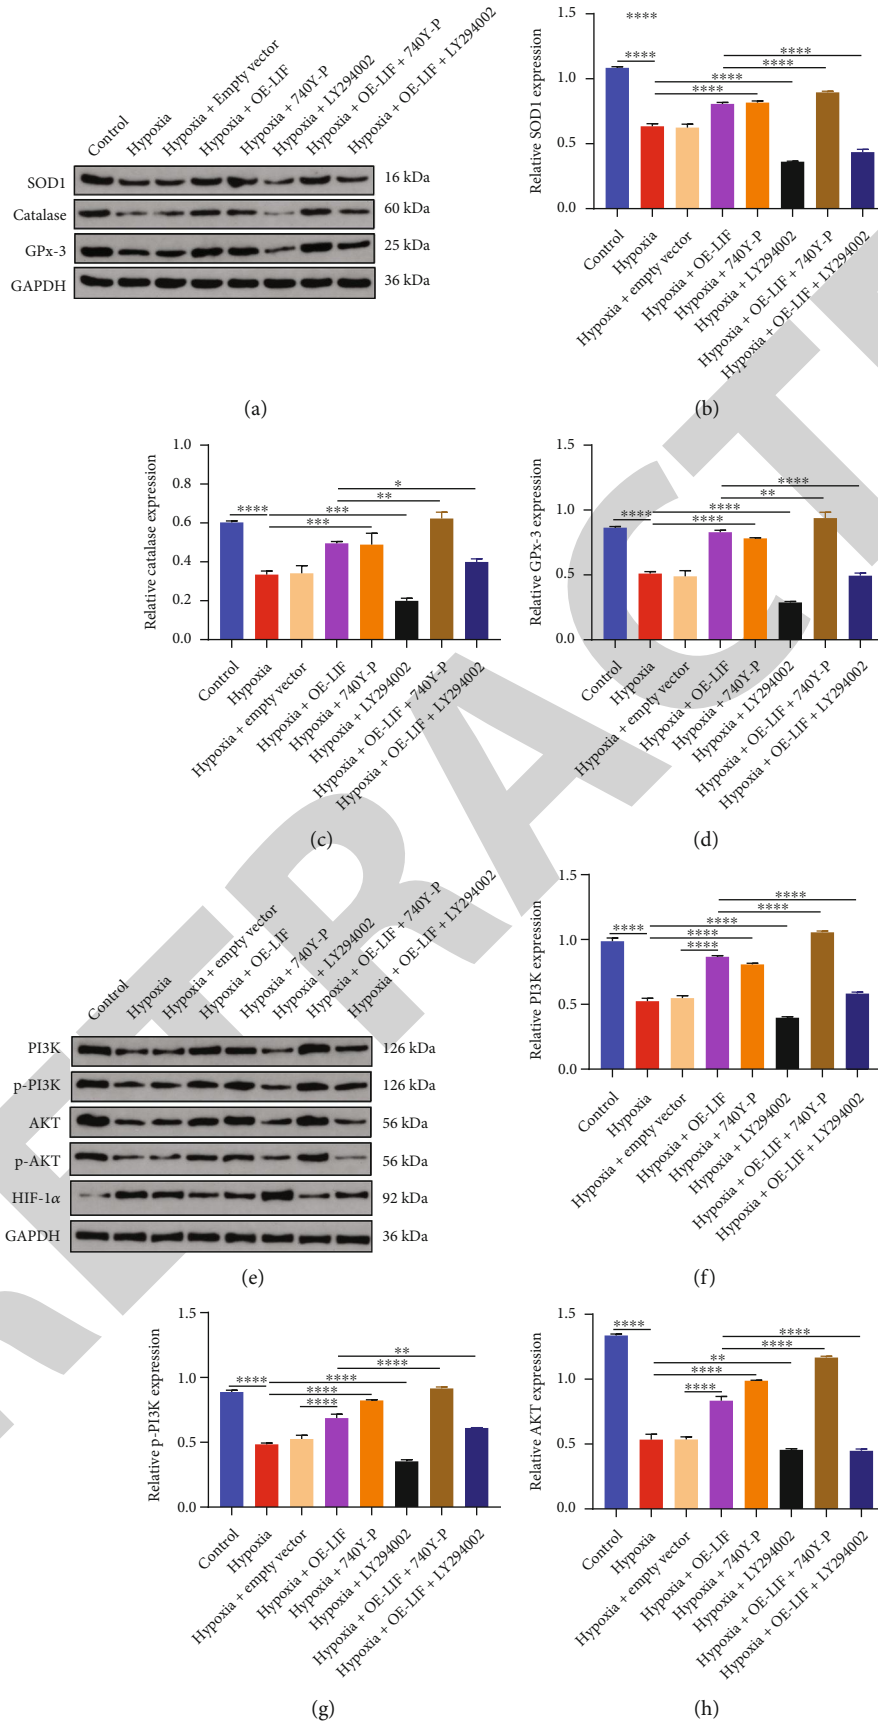 Control
Hypoxia
Hypoxia + Empty vector
Hypoxia + OE-LIF
Hypoxia + 740Y-P
Hypoxia + LY294002
Hypoxia + OE-LIF + 740Y-P
Hypoxia + OE-LIF + LY294002
SOD1
16 kDa
Catalase
60 kDa
GPx-3
25 kDa
GAPDH
36 kDa
(a)
Relative SOD1 expression
1.5
1.0
0.5
0.0
****
****
****
****
****
****
Control
Hypoxia
Hypoxia + empty vector
Hypoxia + OE-LIF
Hypoxia + 740Y-P
Hypoxia + LY294002
Hypoxia + OE-LIF + 740Y-P
Hypoxia + OE-LIF + LY294002
(b)
Relative catalase expression
1.0
0.8
0.6
0.4
0.2
0.0
*
**
****
***
***
Control
Hypoxia
Hypoxia + empty vector
Hypoxia + OE-LIF
Hypoxia + 740Y-P
Hypoxia + LY294002
Hypoxia + OE-LIF + 740Y-P
Hypoxia + OE-LIF + LY294002
(c)
Relative GPx-3 expression
1.5
1.0
0.5
0.0
****
**
****
****
****
Control
Hypoxia
Hypoxia + empty vector
Hypoxia + OE-LIF
Hypoxia + 740Y-P
Hypoxia + LY294002
Hypoxia + OE-LIF + 740Y-P
Hypoxia + OE-LIF + LY294002
(d)
Control
Hypoxia
Hypoxia + empty vector
Hypoxia + OE-LIF
Hypoxia + 740Y-P
Hypoxia + LY294002
Hypoxia + OE-LIF + 740Y-P
Hypoxia + OE-LIF + LY294002
PI3K
126 kDa
p-PI3K
126 kDa
AKT
56 kDa
p-AKT
56 kDa
HIF-1α
92 kDa
GAPDH
36 kDa
(e)
Relative PI3K expression
1.5
1.0
0.5
0.0
****
****
****
****
****
****
Control
Hypoxia
Hypoxia + empty vector
Hypoxia + OE-LIF
Hypoxia + 740Y-P
Hypoxia + LY294002
Hypoxia + OE-LIF + 740Y-P
Hypoxia + OE-LIF + LY294002
(f)
Relative p-PI3K expression
1.5
1.0
0.5
0.0
**
****
****
****
****
****
Control
Hypoxia
Hypoxia + empty vector
Hypoxia + OE-LIF
Hypoxia + 740Y-P
Hypoxia + LY294002
Hypoxia + OE-LIF + 740Y-P
Hypoxia + OE-LIF + LY294002
(g)
Relative AKT expression
1.5
1.0
0.5
0.0
****
****
****
**
****
****
Control
Hypoxia
Hypoxia + empty vector
Hypoxia + OE-LIF
Hypoxia + 740Y-P
Hypoxia + LY294002
Hypoxia + OE-LIF + 740Y-P
Hypoxia + OE-LIF + LY294002
(h)
RETRACTE